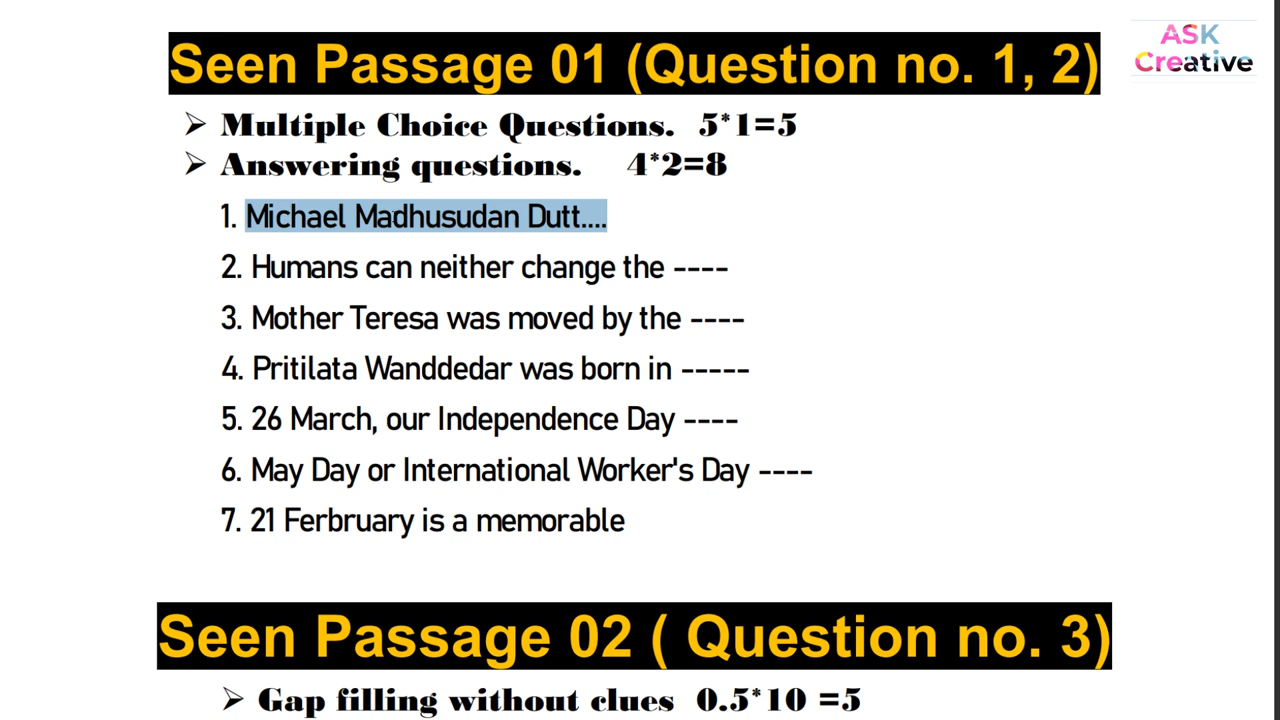 ASK
Creative
Seen Passage 01 (Question no. 1, 2)
➢ Multiple Choice Questions. 5*1=5
➢ Answering questions. 4*2=8
1. Michael Madhusudan Dutt....
2. Humans can neither change the ----
3. Mother Teresa was moved by the ----
4. Pritilata Wanddedar was born in -----
5. 26 March, our Independence Day ----
6. May Day or International Worker's Day ----
7. 21 Ferbruary is a memorable
Seen Passage 02 ( Question no. 3)
➢ Gap filling without clues 0.5*10 =5